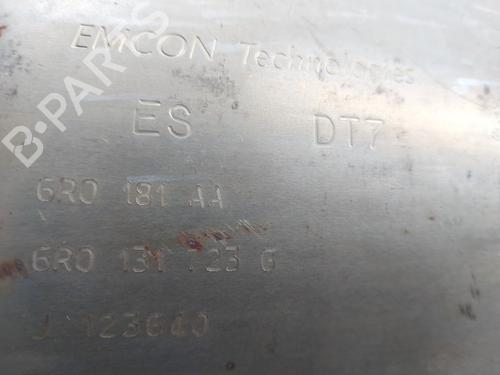 EMCON Technologies
B-PARTS
ES DT7
6R0 181 AA
6R0 131 723 G
J 123640